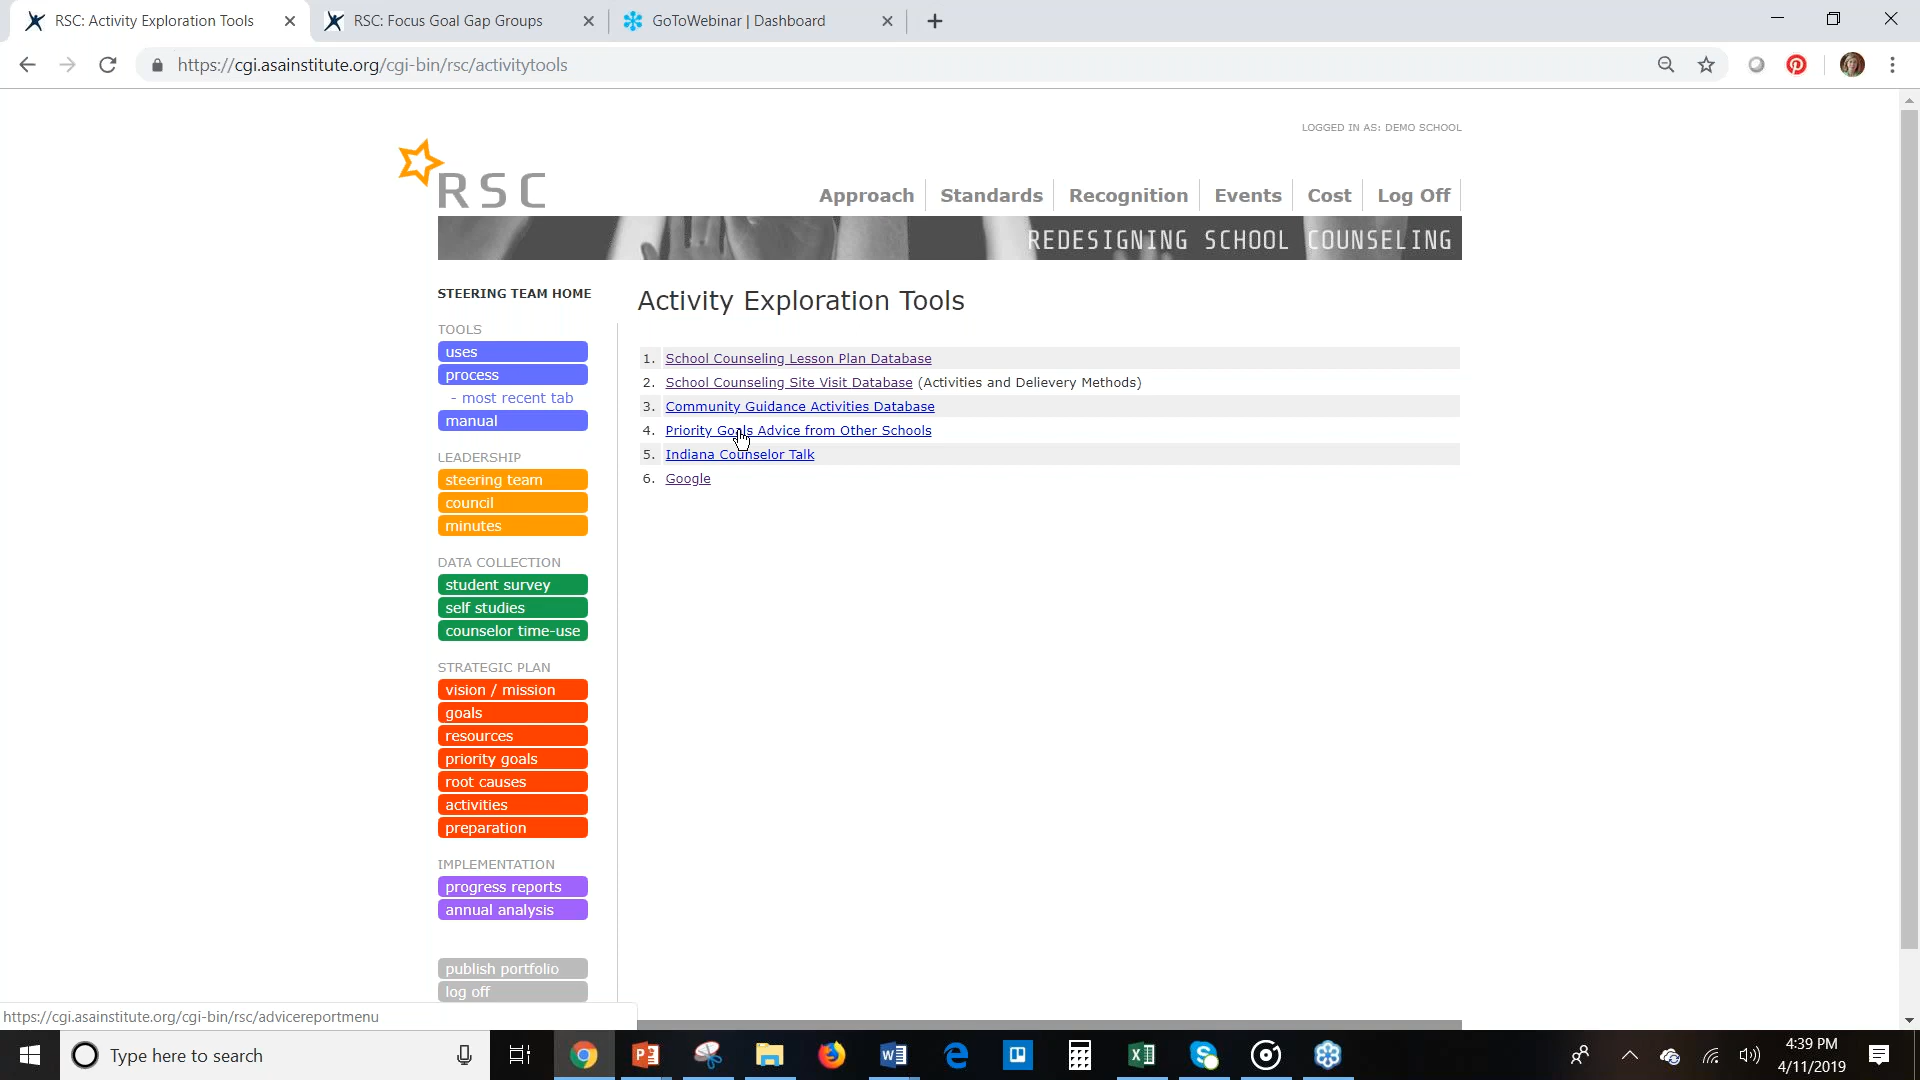 RSC: Activity Exploration Tools
RSC: Focus Goal Gap Groups
GoToWebinar | Dashboard
https://cgi.asainstitute.org/cgi-bin/rsc/activitytools
LOGGED IN AS: DEMO SCHOOL
RSC
Approach
Standards
Recognition
Events
Cost
Log Off
REDESIGNING SCHOOL COUNSELING
STEERING TEAM HOME
TOOLS
uses
process
- most recent tab
manual
LEADERSHIP
steering team
council
minutes
DATA COLLECTION
student survey
self studies
counselor time-use
STRATEGIC PLAN
vision / mission
goals
resources
priority goals
root causes
activities
preparation
IMPLEMENTATION
progress reports
annual analysis
publish portfolio
log off
Activity Exploration Tools
1. School Counseling Lesson Plan Database
2. School Counseling Site Visit Database (Activities and Delievery Methods)
3. Community Guidance Activities Database
4. Priority Goals Advice from Other Schools
5. Indiana Counselor Talk
6. Google
https://cgi.asainstitute.org/cgi-bin/rsc/advicereportmenu
Type here to search
4:39 PM
4/11/2019